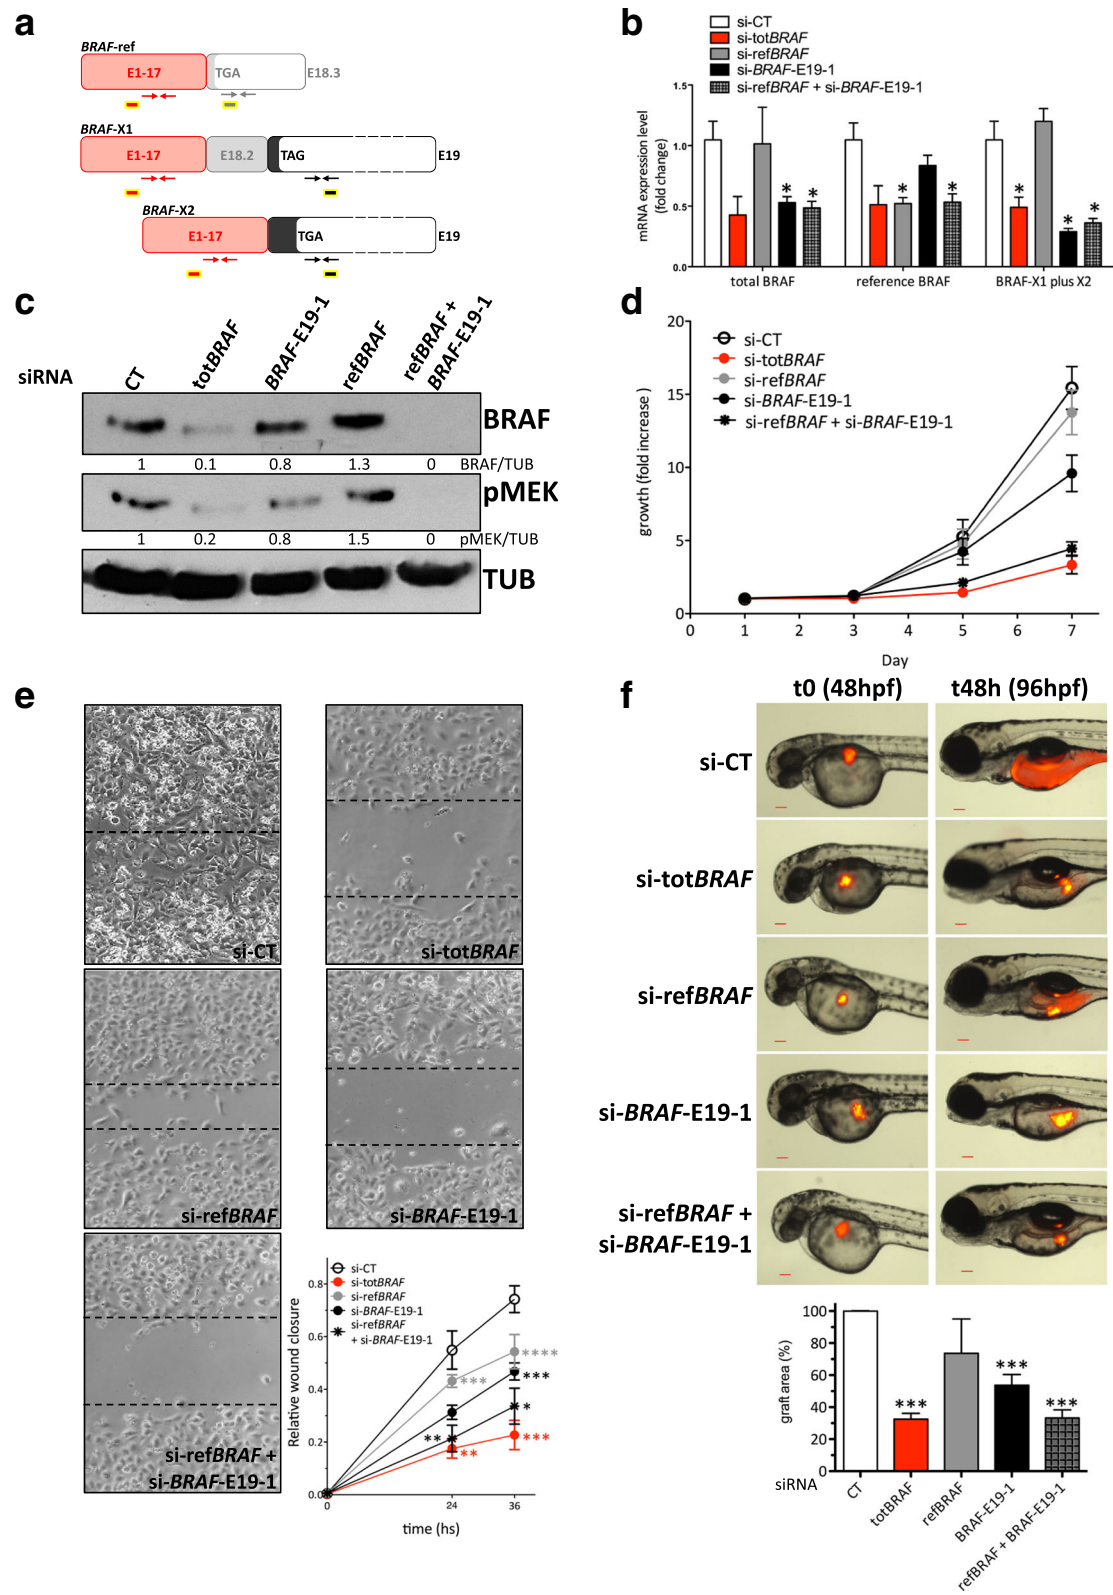 a
BRAF-ref
E1-17
TGA
E18.3
BRAF-X1
E1-17
E18.2
TAG
E19
BRAF-X2
E1-17
TGA
E19
b
si-CT
si-totBRAF
si-refBRAF
si-BRAF-E19-1
si-refBRAF + si-BRAF-E19-1
mRNA expression level
(fold change)
1.5
1.0
0.5
0.0
* * * * * * *
total BRAF
reference BRAF
BRAF-X1 plus X2
c
siRNA
CT
totBRAF
BRAF-E19-1
refBRAF
refBRAF +
BRAF-E19-1
BRAF
1 0.1 0.8 1.3 0 BRAF/TUB
pMEK
1 0.2 0.8 1.5 0 pMEK/TUB
TUB
d
si-CT
si-totBRAF
si-refBRAF
si-BRAF-E19-1
si-refBRAF + si-BRAF-E19-1
growth (fold increase)
20
15
10
5
0
0 1 2 3 4 5 6 7
Day
e
si-CT
si-totBRAF
si-refBRAF
si-BRAF-E19-1
si-refBRAF +
si-BRAF-E19-1
si-CT
si-totBRAF
si-refBRAF
si-BRAF-E19-1
si-refBRAF
+ si-BRAF-E19-1
Relative wound closure
0.8
0.6
0.4
0.2
0.0
****
***
***
*
**
**
***
0 24 36
time (hs)
f
t0 (48hpf)
t48h (96hpf)
si-CT
si-totBRAF
si-refBRAF
si-BRAF-E19-1
si-refBRAF +
si-BRAF-E19-1
graft area (%)
100
80
60
40
20
0
***
***
***
siRNA
CT
totBRAF
refBRAF
BRAF-E19-1
refBRAF + BRAF-E19-1